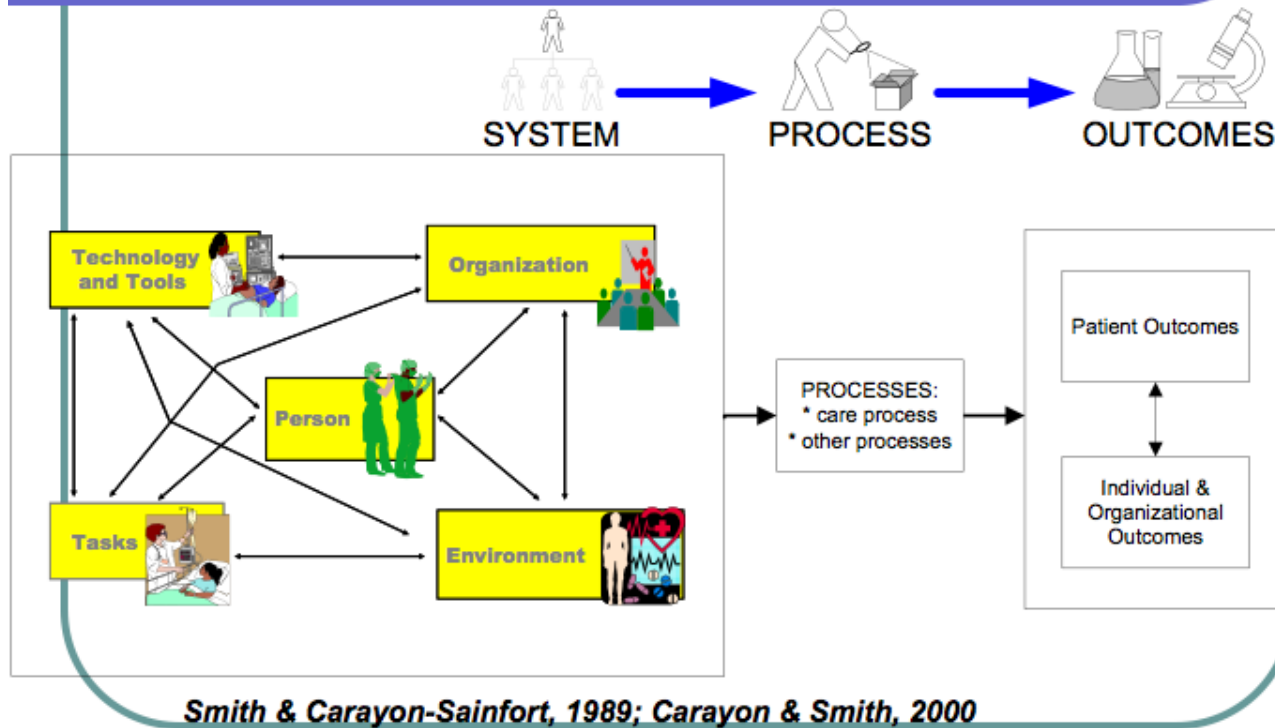 SYSTEM
PROCESS
OUTCOMES
Technology
and Tools
Organization
Person
Tasks
Environment
PROCESSES:
* care process
* other processes
Patient Outcomes
Individual &
Organizational
Outcomes
Smith & Carayon-Sainfort, 1989; Carayon & Smith, 2000